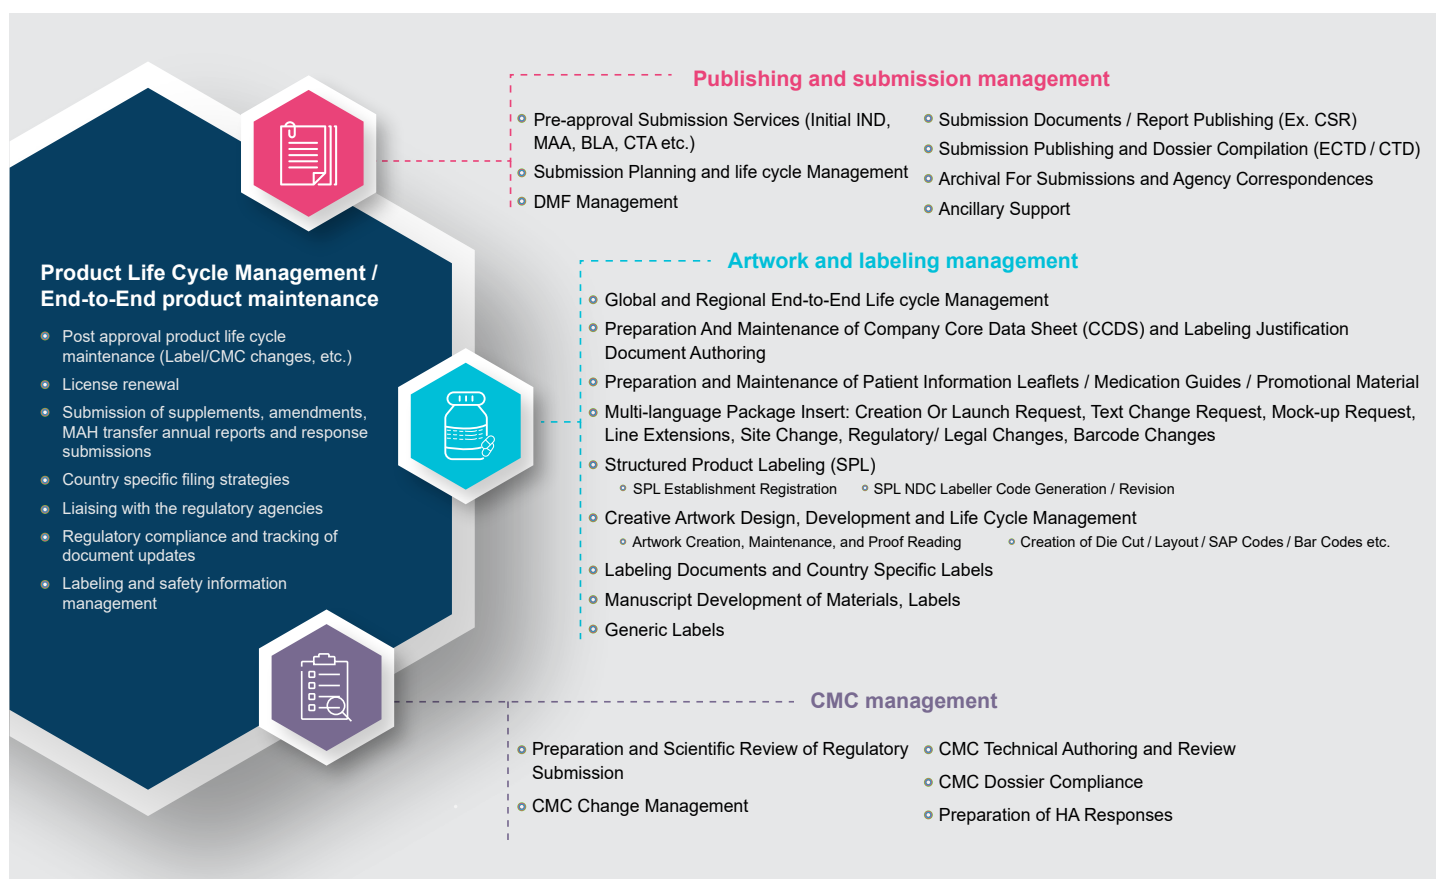 Product Life Cycle Management /
End-to-End product maintenance
Post approval product life cycle
maintenance (Label/CMC changes, etc.)
License renewal
Submission of supplements, amendments,
MAH transfer annual reports and response
submissions
Country specific filing strategies
Liaising with the regulatory agencies
Regulatory compliance and tracking of
document updates
Labeling and safety information
management
Publishing and submission management
Pre-approval Submission Services (Initial IND,
MAA, BLA, CTA etc.)
Submission Planning and life cycle Management
DMF Management
Submission Documents / Report Publishing (Ex. CSR)
Submission Publishing and Dossier Compilation (ECTD / CTD)
Archival For Submissions and Agency Correspondences
Ancillary Support
Artwork and labeling management
Global and Regional End-to-End Life cycle Management
Preparation And Maintenance of Company Core Data Sheet (CCDS) and Labeling Justification
Document Authoring
Preparation and Maintenance of Patient Information Leaflets / Medication Guides / Promotional Material
Multi-language Package Insert: Creation Or Launch Request, Text Change Request, Mock-up Request,
Line Extensions, Site Change, Regulatory/ Legal Changes, Barcode Changes
Structured Product Labeling (SPL)
SPL Establishment Registration
SPL NDC Labeller Code Generation / Revision
Creative Artwork Design, Development and Life Cycle Management
Artwork Creation, Maintenance, and Proof Reading
Creation of Die Cut / Layout / SAP Codes / Bar Codes etc.
Labeling Documents and Country Specific Labels
Manuscript Development of Materials, Labels
Generic Labels
CMC management
Preparation and Scientific Review of Regulatory
Submission
CMC Change Management
CMC Technical Authoring and Review
CMC Dossier Compliance
Preparation of HA Responses